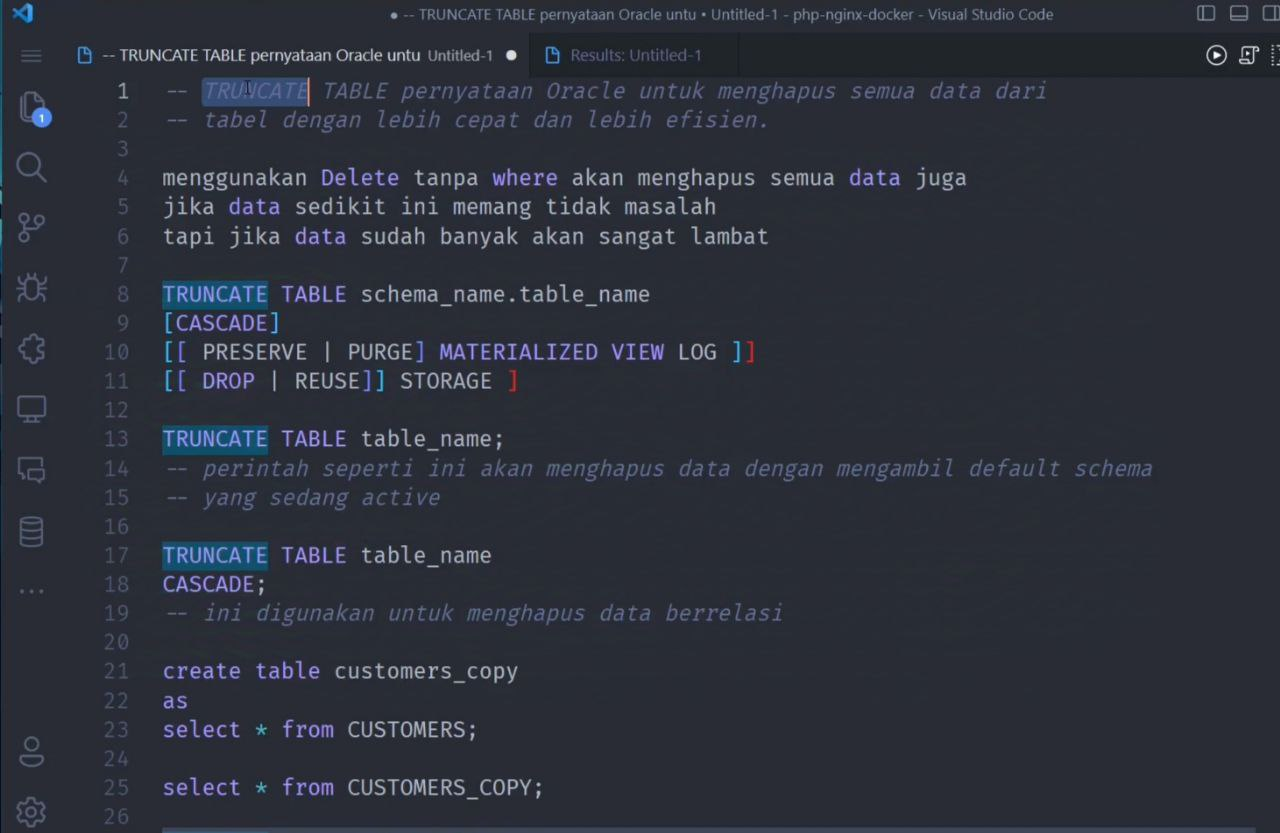 ● -- TRUNCATE TABLE pernyataan Oracle untu • Untitled-1 - php-nginx-docker - Visual Studio Code
-- TRUNCATE TABLE pernyataan Oracle untu Untitled-1 ● Results: Untitled-1
1 -- TRUNCATE TABLE pernyataan Oracle untuk menghapus semua data dari
2 -- tabel dengan lebih cepat dan lebih efisien.
3
4 menggunakan Delete tanpa where akan menghapus semua data juga
5 jika data sedikit ini memang tidak masalah
6 tapi jika data sudah banyak akan sangat lambat
7
8 TRUNCATE TABLE schema_name.table_name
9 [CASCADE]
10 [[ PRESERVE | PURGE] MATERIALIZED VIEW LOG ]]
11 [[ DROP | REUSE]] STORAGE ]
12
13 TRUNCATE TABLE table_name;
14 -- perintah seperti ini akan menghapus data dengan mengambil default schema
15 -- yang sedang active
16
17 TRUNCATE TABLE table_name
18 CASCADE;
19 -- ini digunakan untuk menghapus data berrelasi
20
21 create table customers_copy
22 as
23 select * from CUSTOMERS;
24
25 select * from CUSTOMERS_COPY;
26
1